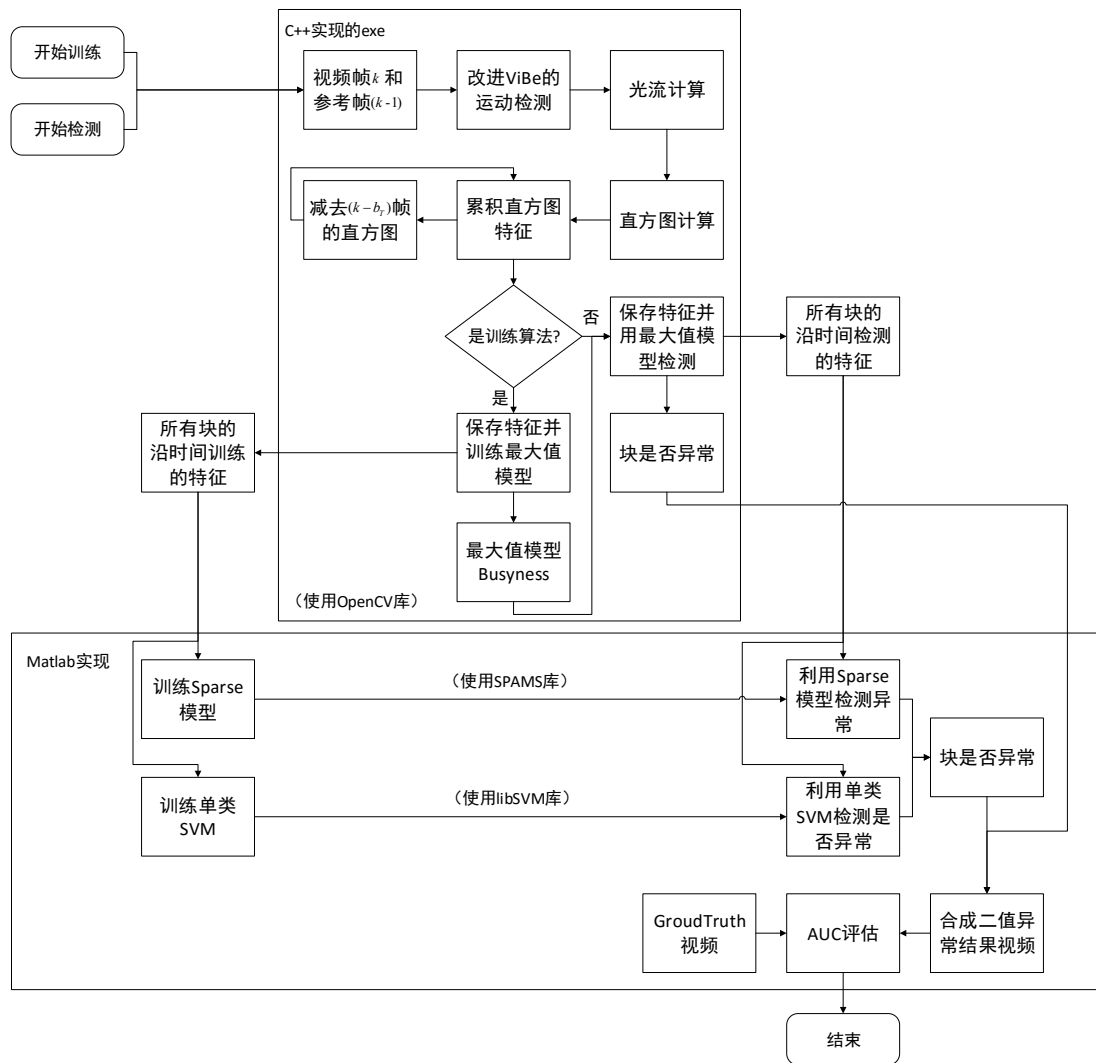 C++实现的exe
开始训练
开始检测
视频帧k 和
参考帧(k-1)
改进ViBe的
运动检测
光流计算
减去(k-b_T)帧
的直方图
累积直方图
特征
直方图计算
是训练算法?
否
是
保存特征并
用最大值模
型检测
所有块的
沿时间检测
的特征
所有块的
沿时间训练
的特征
保存特征并
训练最大值
模型
块是否异常
最大值模型
Busyness
（使用OpenCV库）
Matlab实现
训练Sparse
模型
（使用SPAMS库）
利用Sparse
模型检测异
常
块是否异常
训练单类
SVM
（使用libSVM库）
利用单类
SVM检测是
否异常
GroudTruth
视频
AUC评估
合成二值异
常结果视频
结束